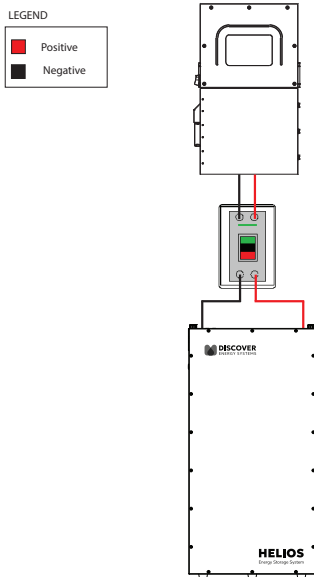 LEGEND
Positive
Negative
DISCOVER
ENERGY SYSTEMS
HELIOS
Energy Storage System